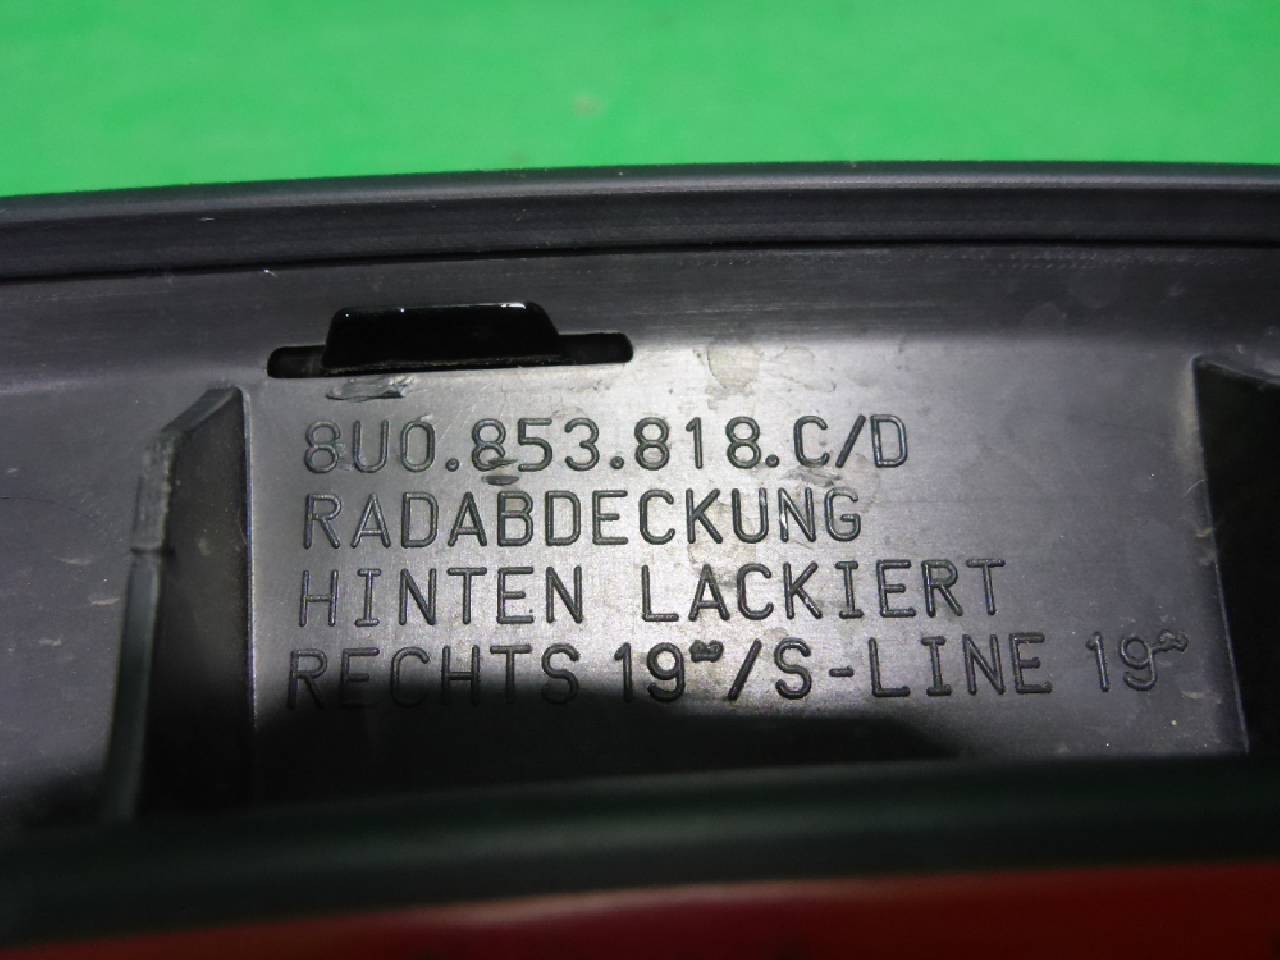 8U0.853.818.C/D
RADABDECKUNG
HINTEN LACKIERT
RECHTS 19"/S-LINE 19"